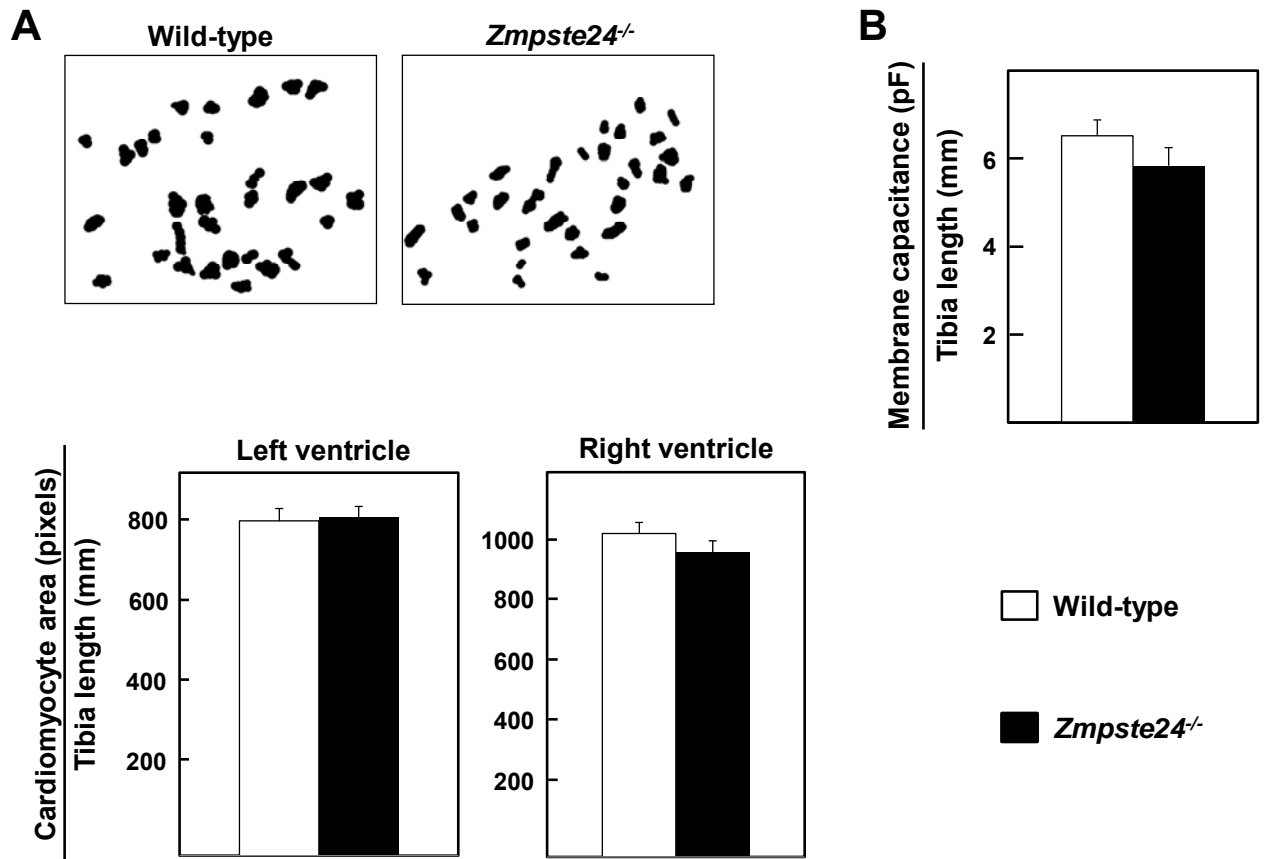 A
Wild-type
Zmpste24-/-
B
Membrane capacitance (pF)
Tibia length (mm)
6
4
2
Cardiomyocyte area (pixels)
Tibia length (mm)
Left ventricle
800
600
400
200
Right ventricle
1000
800
600
400
200
Wild-type
Zmpste24-/-